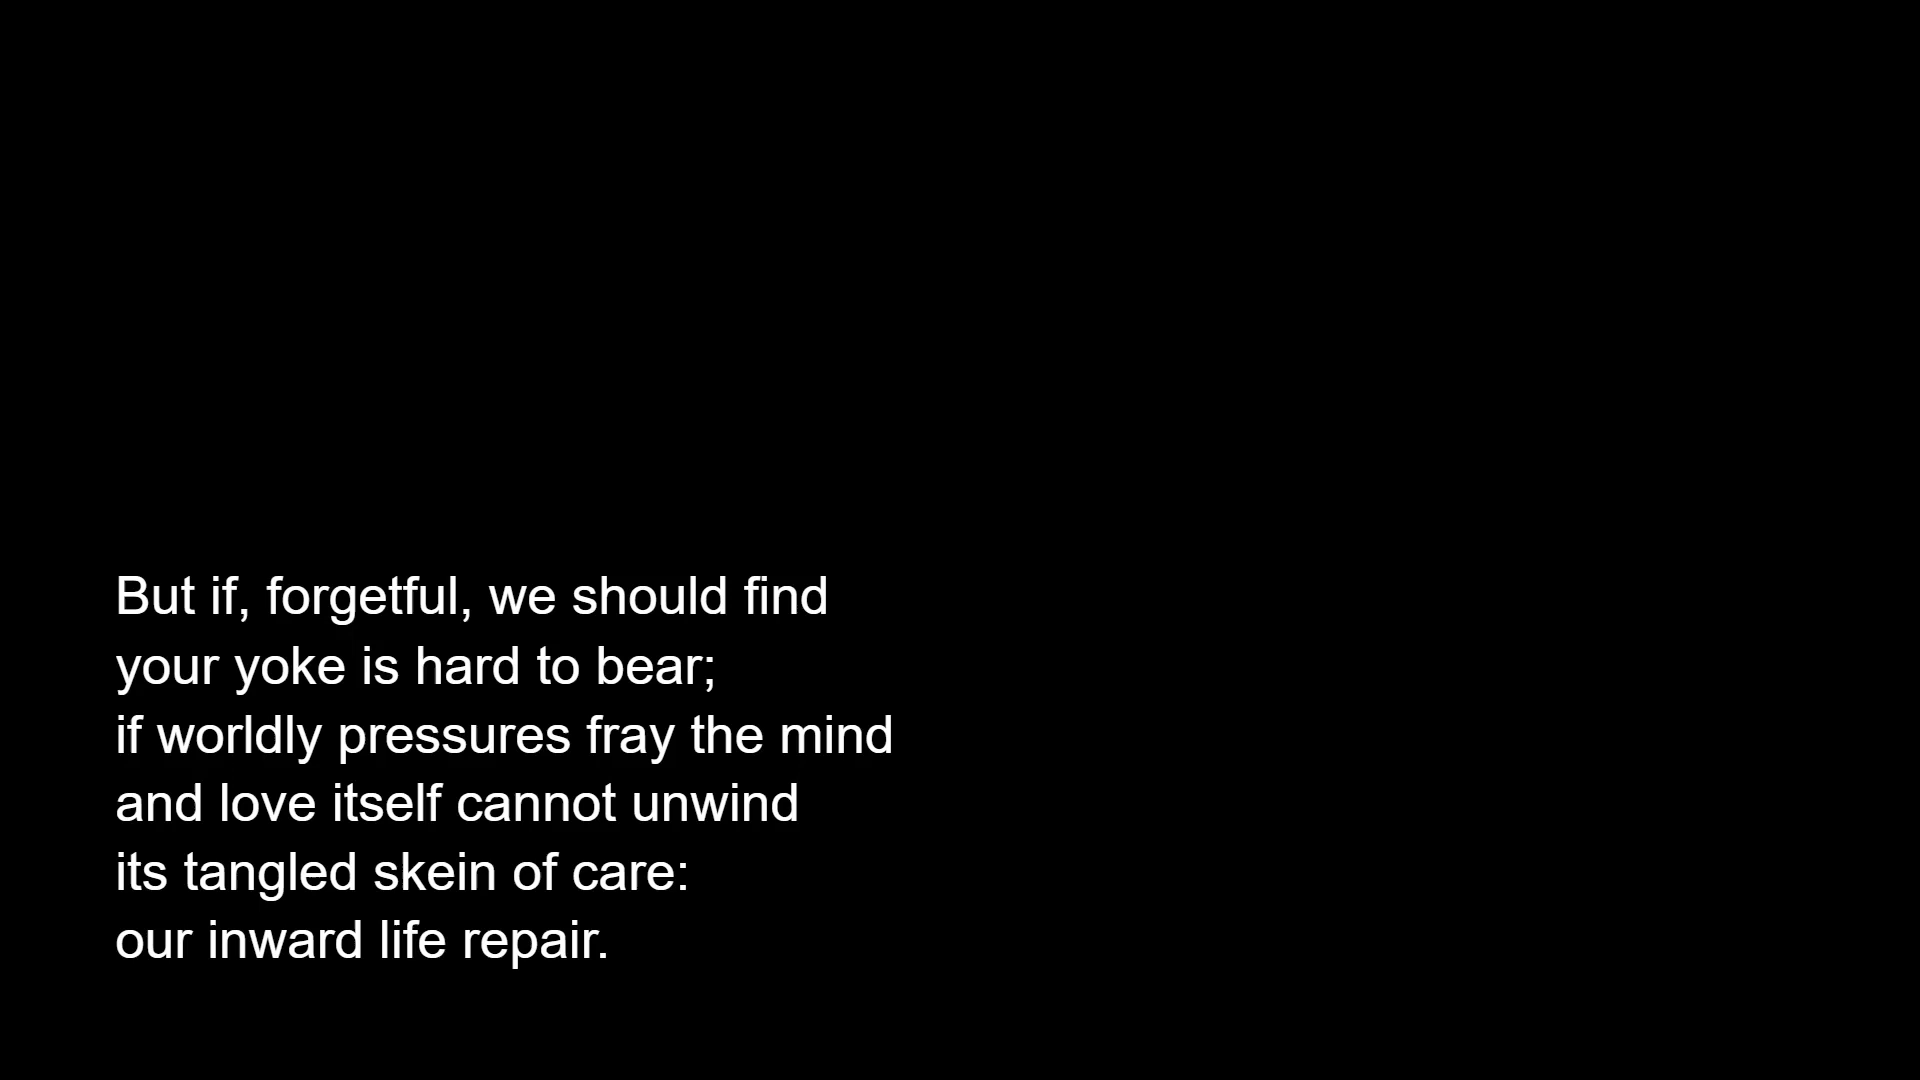 But if, forgetful, we should find
your yoke is hard to bear;
if worldly pressures fray the mind
and love itself cannot unwind
its tangled skein of care:
our inward life repair.